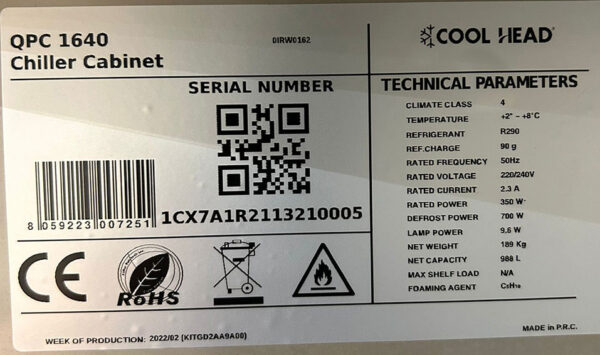 QPC 1640
Chiller Cabinet
0IRW0162
COOL HEAD®
SERIAL NUMBER
1CX7A1R2113210005
8 059223 007251
TECHNICAL PARAMETERS
CLIMATE CLASS 4
TEMPERATURE +2° ~ +8°C
REFRIGERANT R290
REF.CHARGE 90 g
RATED FREQUENCY 50Hz
RATED VOLTAGE 220/240V
RATED CURRENT 2.3 A
RATED POWER 350 W
DEFROST POWER 700 W
LAMP POWER 9.6 W
NET WEIGHT 189 Kg
NET CAPACITY 988 L
MAX SHELF LOAD N/A
FOAMING AGENT C₅H₁₀
CE
RoHS
WEEK OF PRODUCTION: 2022/02 (KITGD2AA9A00)
MADE in P.R.C.